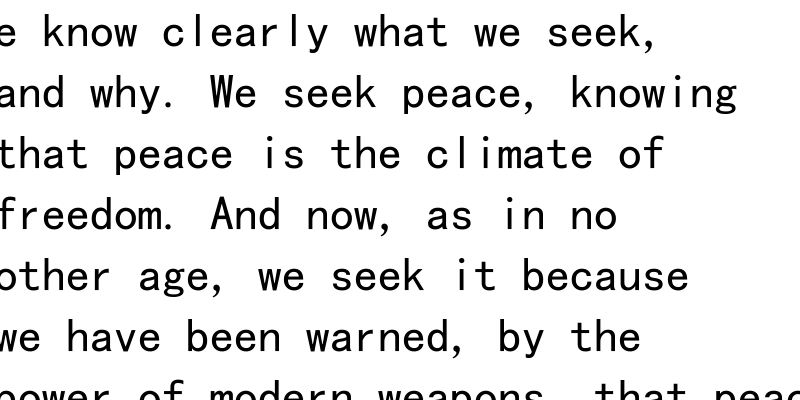 e know clearly what we seek,
and why. We seek peace, knowing
that peace is the climate of
freedom. And now, as in no
other age, we seek it because
we have been warned, by the
power of modern weapons, that